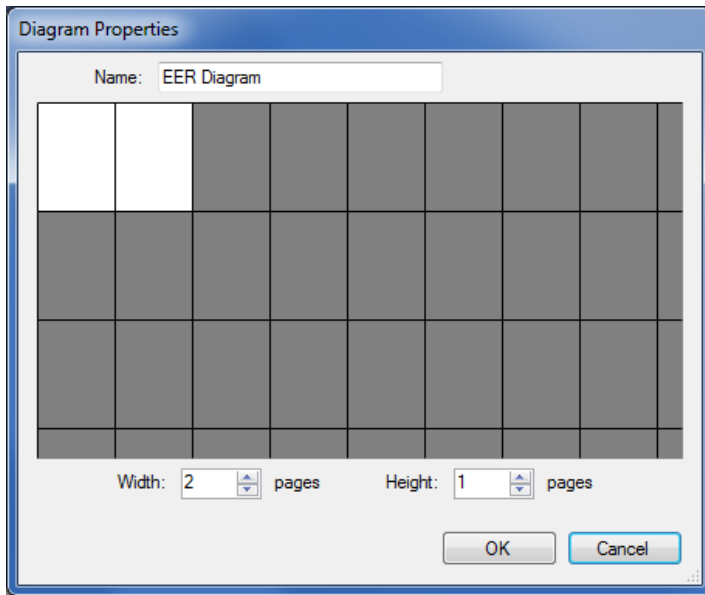 Diagram Properties
Name: EER Diagram
Width: 2 pages Height: 1 pages
OK Cancel